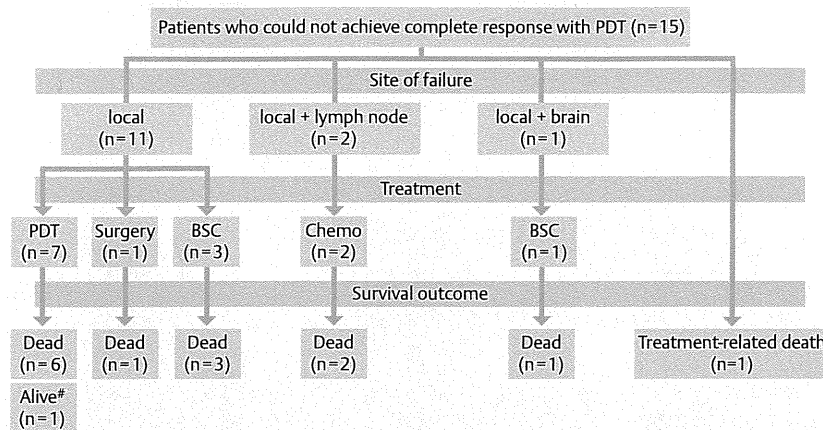 Patients who could not achieve complete response with PDT (n=15)
Site of failure
local
(n=11)
local + lymph node
(n=2)
local + brain
(n=1)
Treatment
PDT
(n=7)
Surgery
(n=1)
BSC
(n=3)
Chemo
(n=2)
BSC
(n=1)
Survival outcome
Dead
(n=6)
Dead
(n=1)
Dead
(n=3)
Dead
(n=2)
Dead
(n=1)
Treatment-related death
(n=1)
Alive#
(n=1)